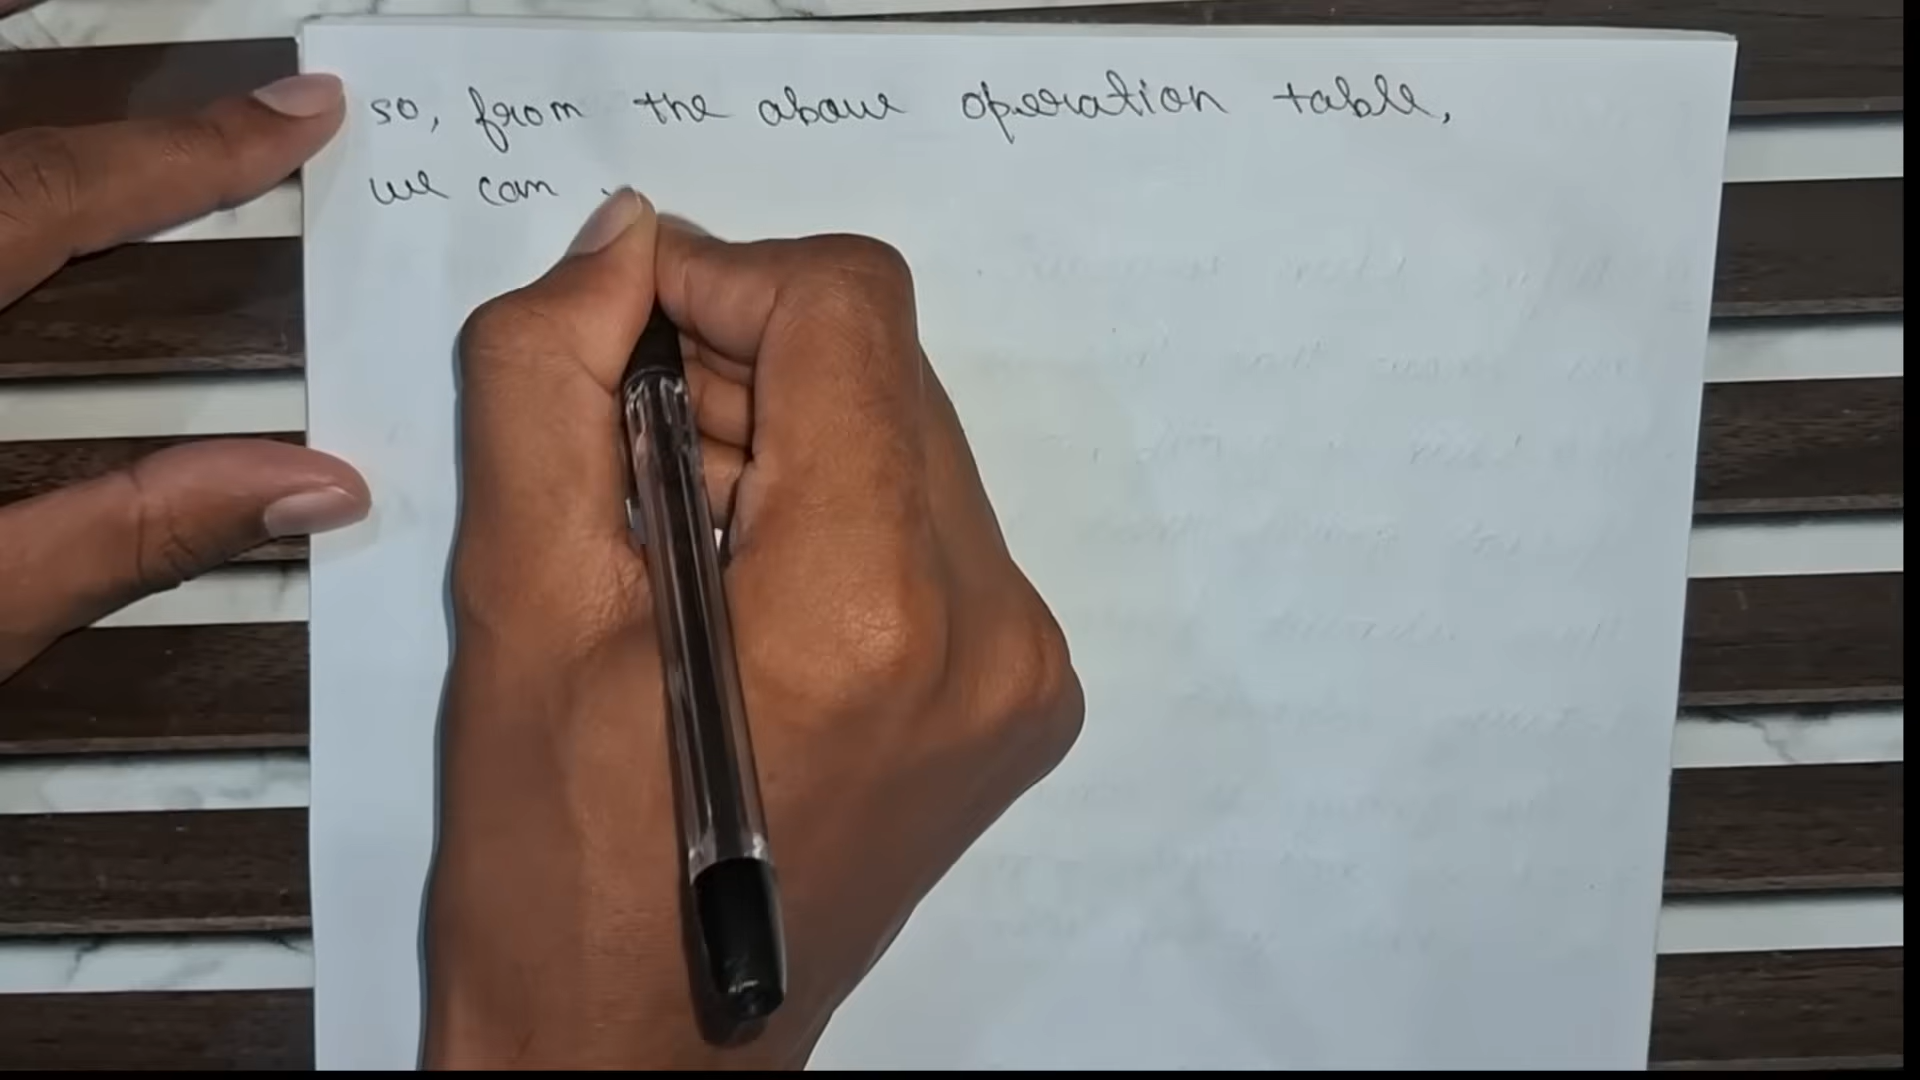 so, from the above operation table,
we can